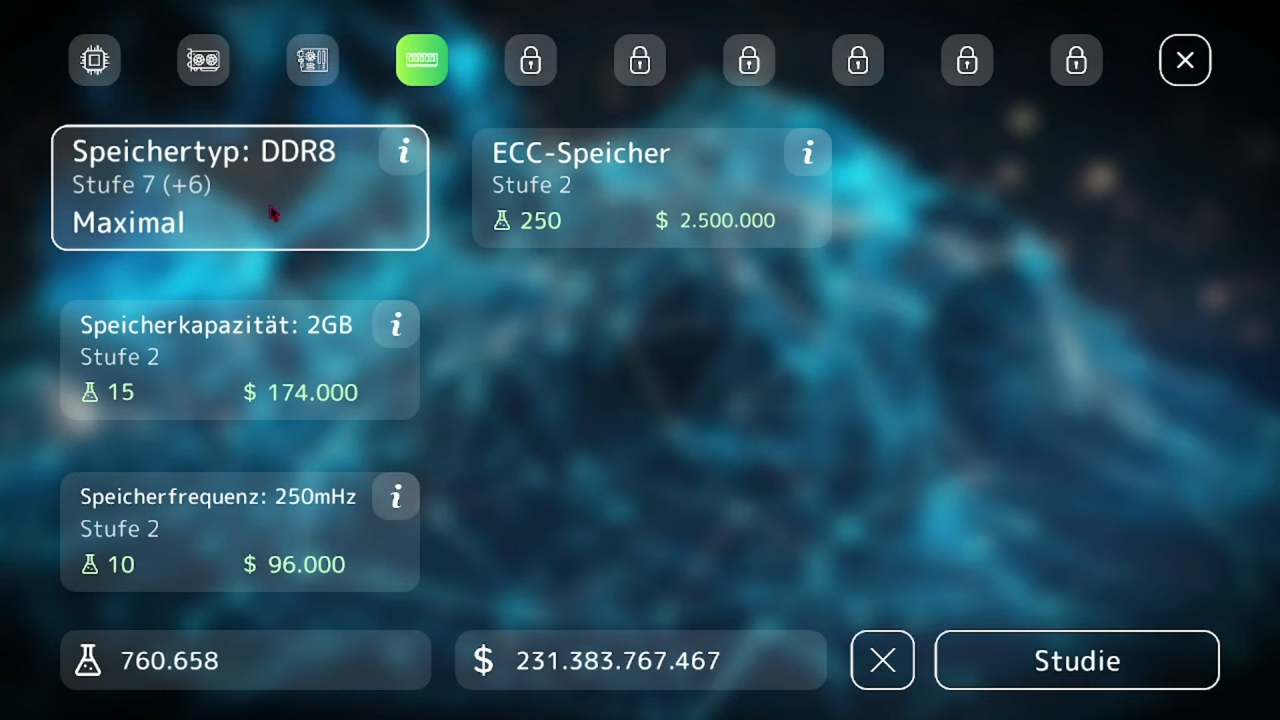 Speichertyp: DDR8
i
Stufe 7 (+6)
Maximal
ECC-Speicher
i
Stufe 2
250
$ 2.500.000
Speicherkapazität: 2GB
i
Stufe 2
15
$ 174.000
Speicherfrequenz: 250mHz
i
Stufe 2
10
$ 96.000
760.658
$ 231.383.767.467
Studie